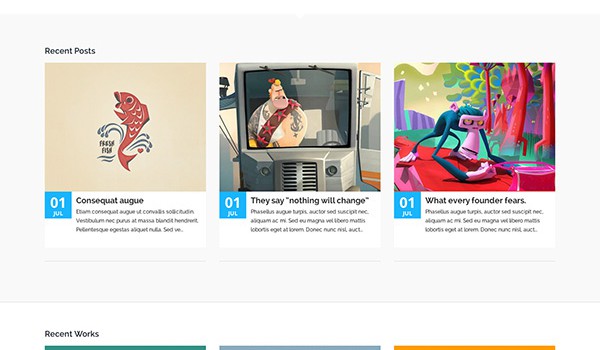 Recent Posts
FRESH
FISH
01
JUL
Consequat augue
Etiam consequat augue ut convallis sollicitudin.
Vestibulum nec purus at massa blandit hendrerit.
Pellentesque egestas aliquet nulla. Sed ve...
01
JUL
They say "nothing will change"
Phasellus augue turpis, auctor sed suscipit nec,
aliquam ac mi. Sed eu magna vel libero mattis
lobortis eget at lorem. Donec nunc nisl, auct...
01
JUL
What every founder fears.
Phasellus augue turpis, auctor sed suscipit nec,
aliquam ac mi. Sed eu magna vel libero mattis
lobortis eget at lorem. Donec nunc nisl, auct...
Recent Works